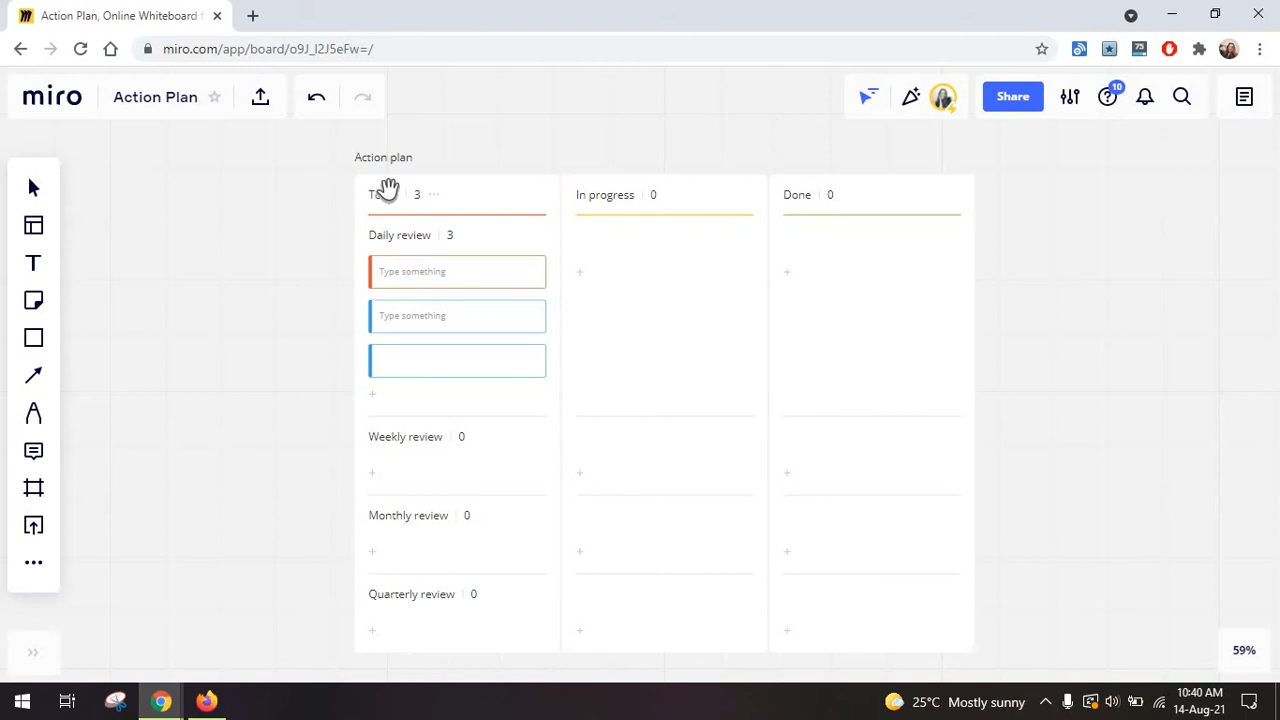 Action Plan, Online Whiteboard f
miro.com/app/board/o9J_l2J5eFw=/
miro
Action Plan
10
Share
75
Action plan
3
In progress 0
Done 0
Daily review 3
Type something
Type something
Weekly review 0
Monthly review 0
Quarterly review 0
59%
25°C Mostly sunny
10:40 AM
14-Aug-21